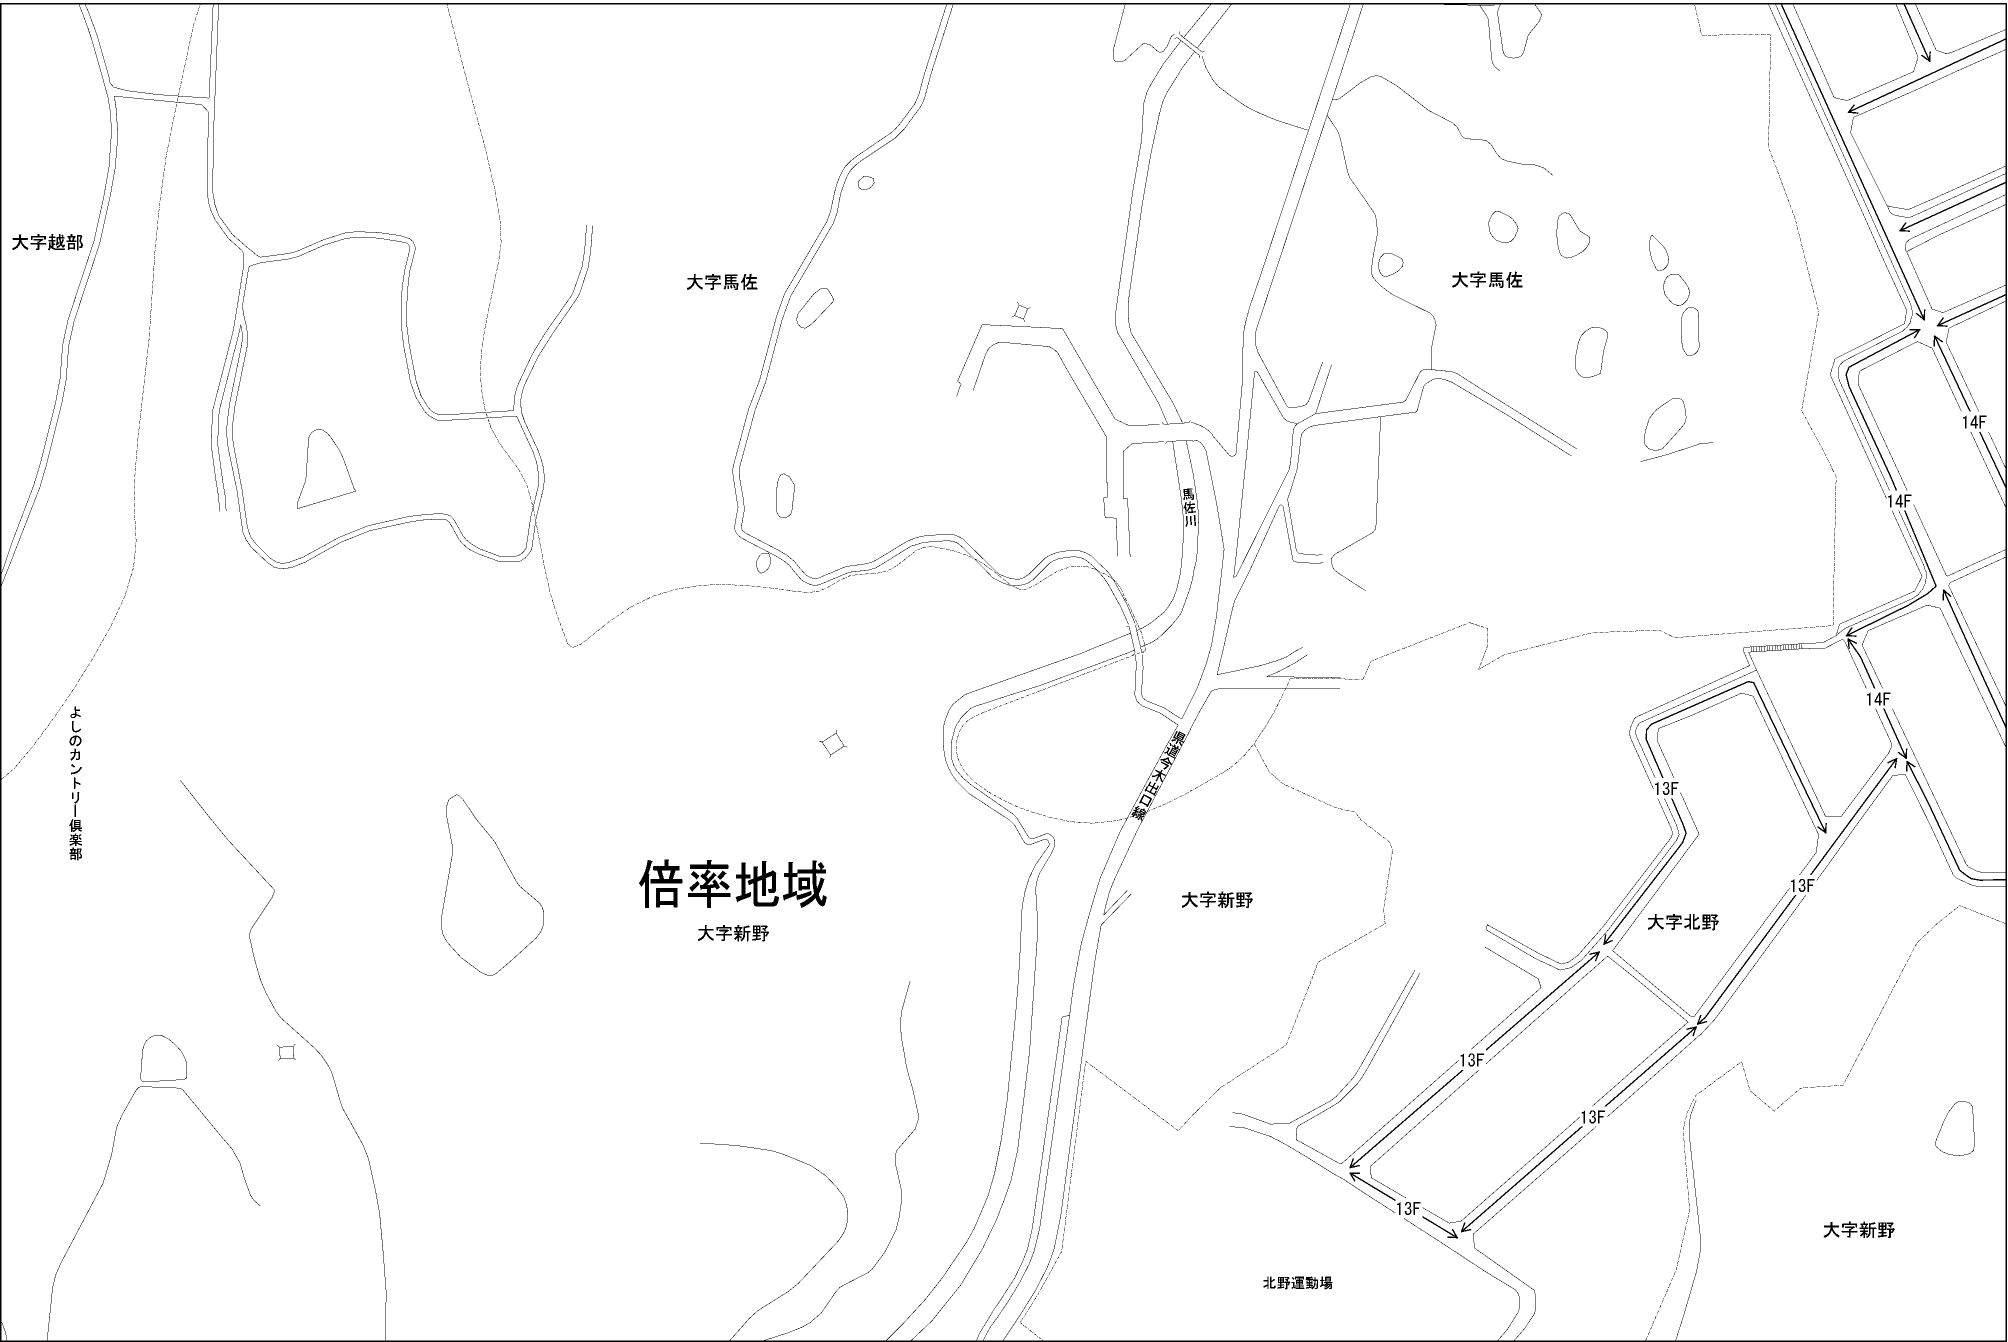 大字越部
大字馬佐
大字馬佐
14F
14F
馬佐川
14F
よしのカントリー倶楽部
県道今木出口線
13F
倍率地域
大字新野
大字新野
13F
大字北野
13F
13F
13F
大字新野
北野運動場